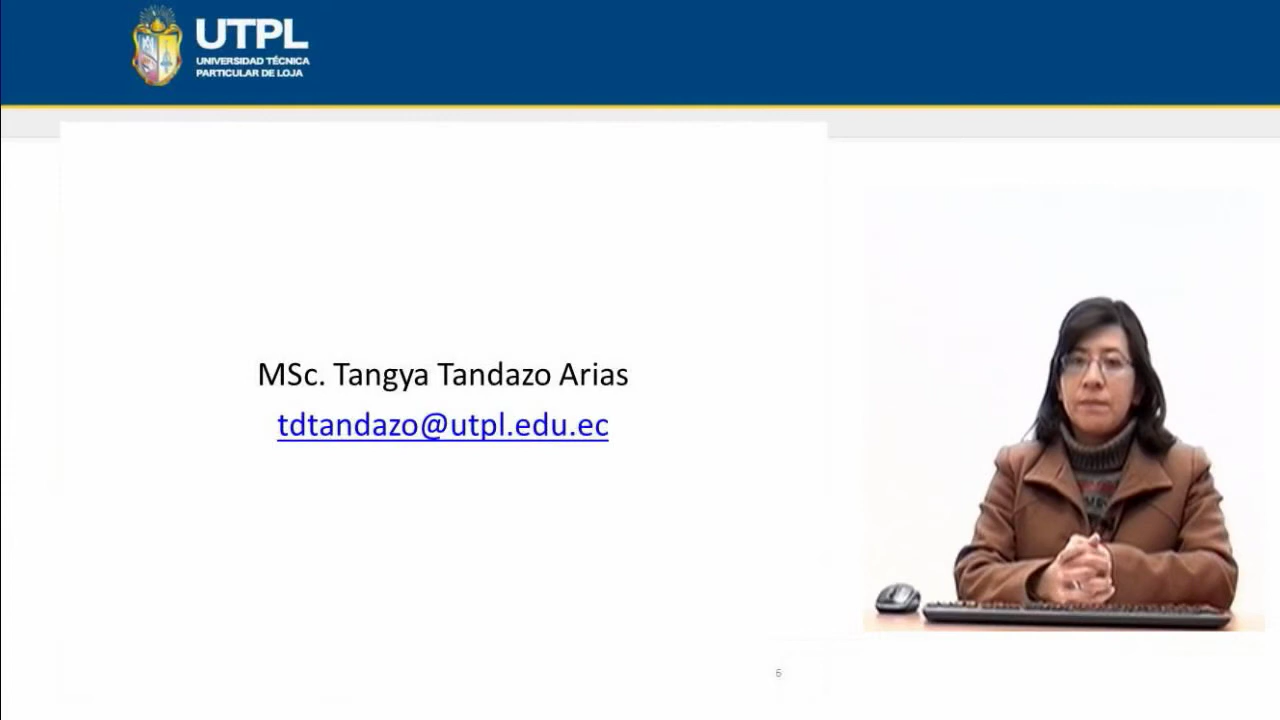 UTPL
UNIVERSIDAD TÉCNICA
PARTICULAR DE LOJA
MSc. Tangya Tandazo Arias
tdtandazo@utpl.edu.ec
6